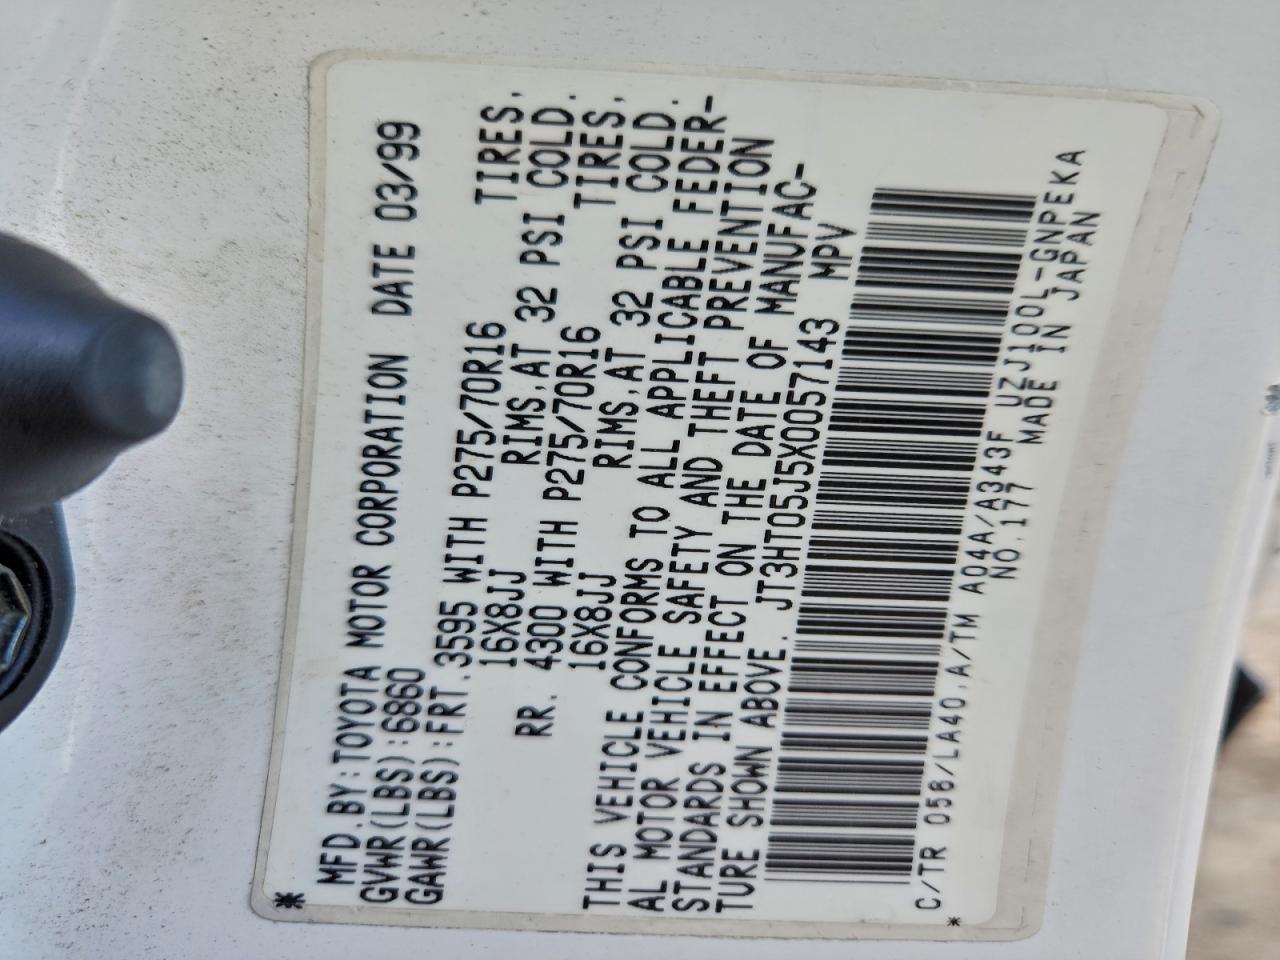 MFD.BY:TOYOTA MOTOR CORPORATION DATE 03/99
GVWR(LBS):6860
GAWR(LBS):FRT.3595 WITH P275/70R16 TIRES,
16X8JJ RIMS,AT 32 PSI COLD.
RR. 4300 WITH P275/70R16 TIRES,
16X8JJ RIMS,AT 32 PSI COLD.
THIS VEHICLE CONFORMS TO ALL APPLICABLE FEDER-
AL MOTOR VEHICLE SAFETY AND THEFT PREVENTION
STANDARDS IN EFFECT ON THE DATE OF MANUFAC-
TURE SHOWN ABOVE. JT3HT05J5X0057143 MPV
C/TR 056/LA40,A/TM A04A/A343F UZJ100L-GNPEKA
NO.177 MADE IN JAPAN